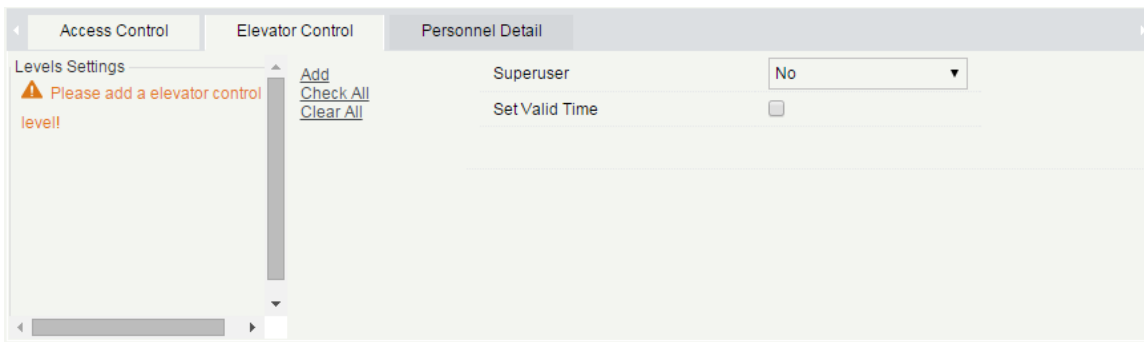 Access Control
Elevator Control
Personnel Detail
Levels Settings
Please add a elevator control
level!
Add
Check All
Clear All
Superuser
No
Set Valid Time